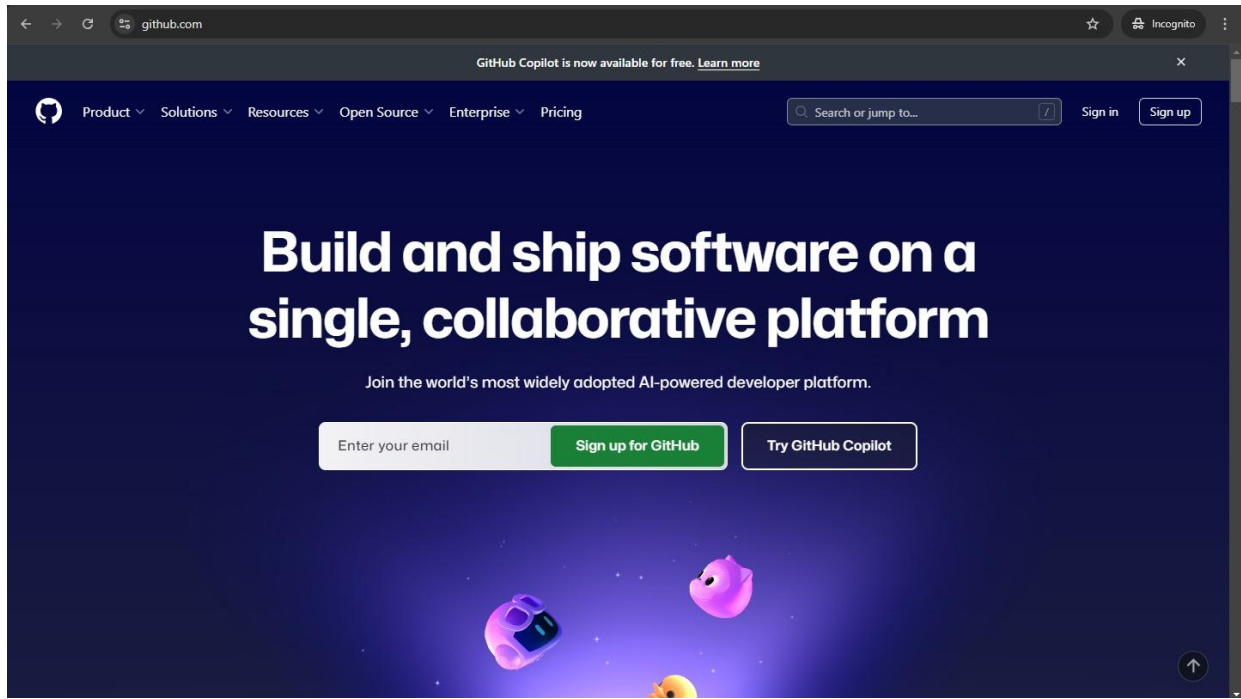 github.com
Incognito
GitHub Copilot is now available for free. Learn more
Product Solutions Resources Open Source Enterprise Pricing Search or jump to... / Sign in Sign up
Build and ship software on a
single, collaborative platform
Join the world's most widely adopted AI-powered developer platform.
Enter your email Sign up for GitHub Try GitHub Copilot